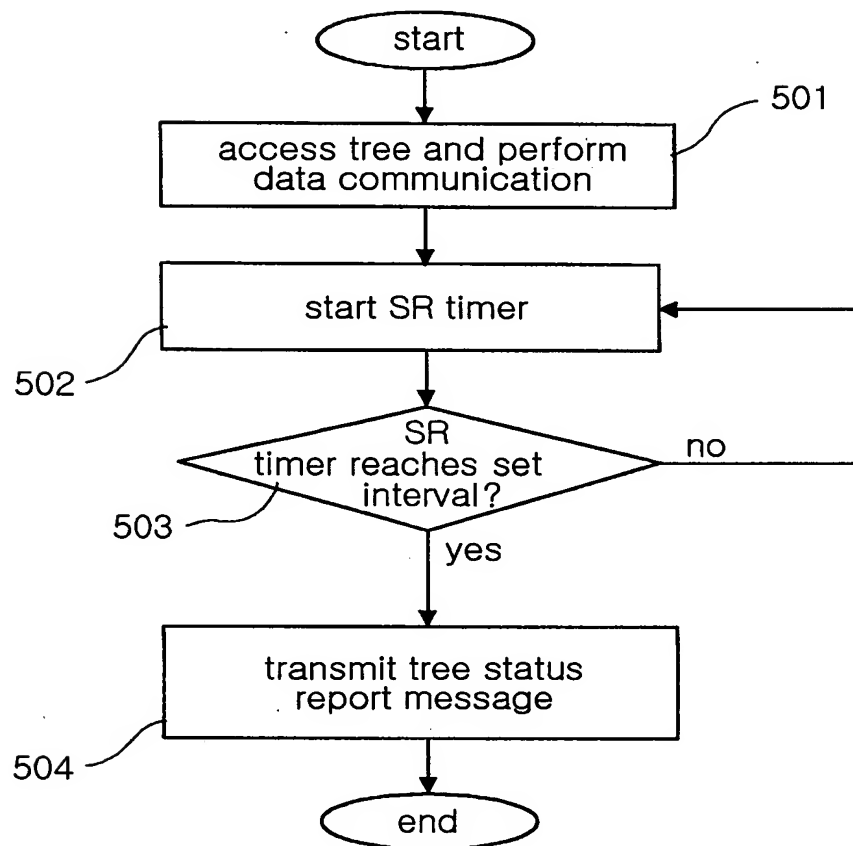 start
501
access tree and perform
data communication
start SR timer
502
SR
timer reaches set
interval?
no
503
yes
transmit tree status
report message
504
end